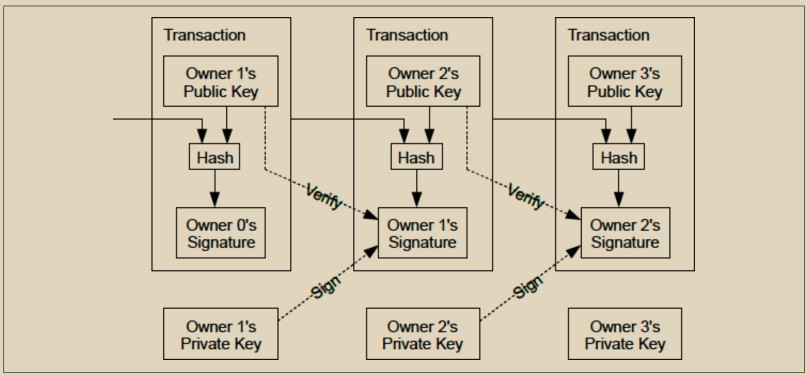 Transaction
Transaction
Transaction
Owner 1's
Public Key
Owner 2's
Public Key
Owner 3's
Public Key
Hash
Hash
Hash
Verify
Verify
Owner 0's
Signature
Owner 1's
Signature
Owner 2's
Signature
Sign
Sign
Owner 1's
Private Key
Owner 2's
Private Key
Owner 3's
Private Key